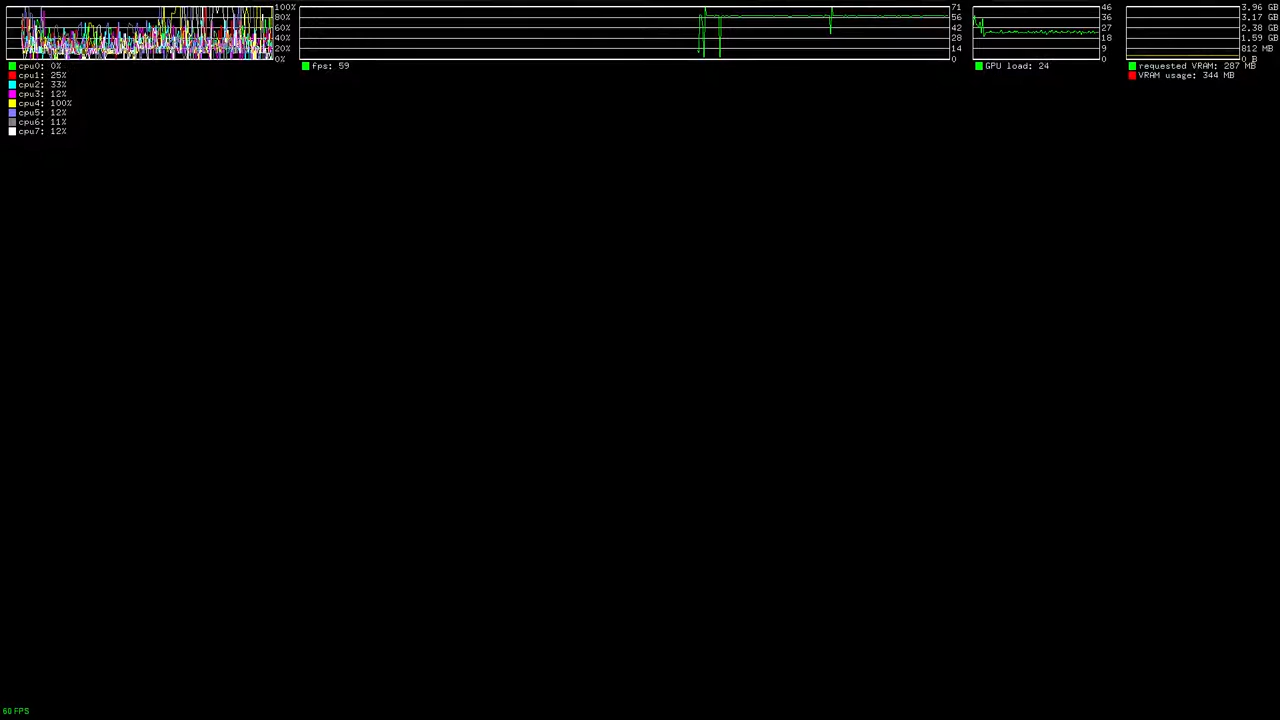 100%
80%
60%
40%
20%
0%
cpu0: 0%
cpu1: 25%
cpu2: 33%
cpu3: 12%
cpu4: 100%
cpu5: 12%
cpu6: 11%
cpu7: 12%
71
56
42
28
14
0
fps: 59
46
36
27
18
9
0
GPU load: 24
3.96 GB
3.17 GB
2.38 GB
1.59 GB
812 MB
0 B
requested VRAM: 287 MB
VRAM usage: 344 MB
60 FPS